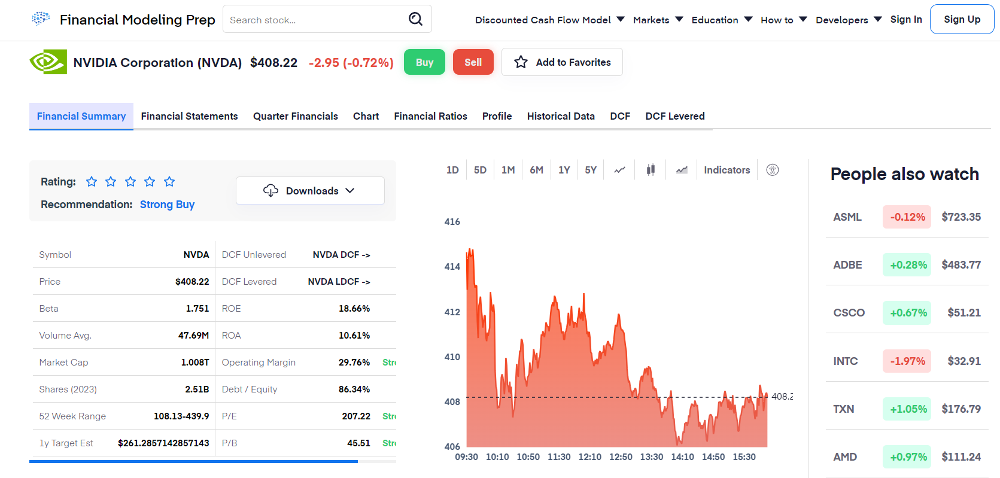 Financial Modeling Prep
Search stock...
Discounted Cash Flow Model Markets Education How to Developers Sign In Sign Up
NVIDIA Corporation (NVDA) $408.22 -2.95 (-0.72%) Buy Sell Add to Favorites
Financial Summary Financial Statements Quarter Financials Chart Financial Ratios Profile Historical Data DCF DCF Levered
Rating:
Recommendation: Strong Buy
Downloads
Symbol NVDA DCF Unlevered NVDA DCF ->
Price $408.22 DCF Levered NVDA LDCF ->
Beta 1.751 ROE 18.66%
Volume Avg. 47.69M ROA 10.61%
Market Cap 1.008T Operating Margin 29.76% Stro
Shares (2023) 2.51B Debt / Equity 86.34%
52 Week Range 108.13-439.9 P/E 207.22 Stro
1y Target Est $261.2857142857143 P/B 45.51 Stro
1D 5D 1M 6M 1Y 5Y Indicators
416
414
412
410
408
406
408.2
09:30 10:10 10:50 11:30 12:10 12:50 13:30 14:10 14:50 15:30
People also watch
ASML -0.12% $723.35
ADBE +0.28% $483.77
CSCO +0.67% $51.21
INTC -1.97% $32.91
TXN +1.05% $176.79
AMD +0.97% $111.24